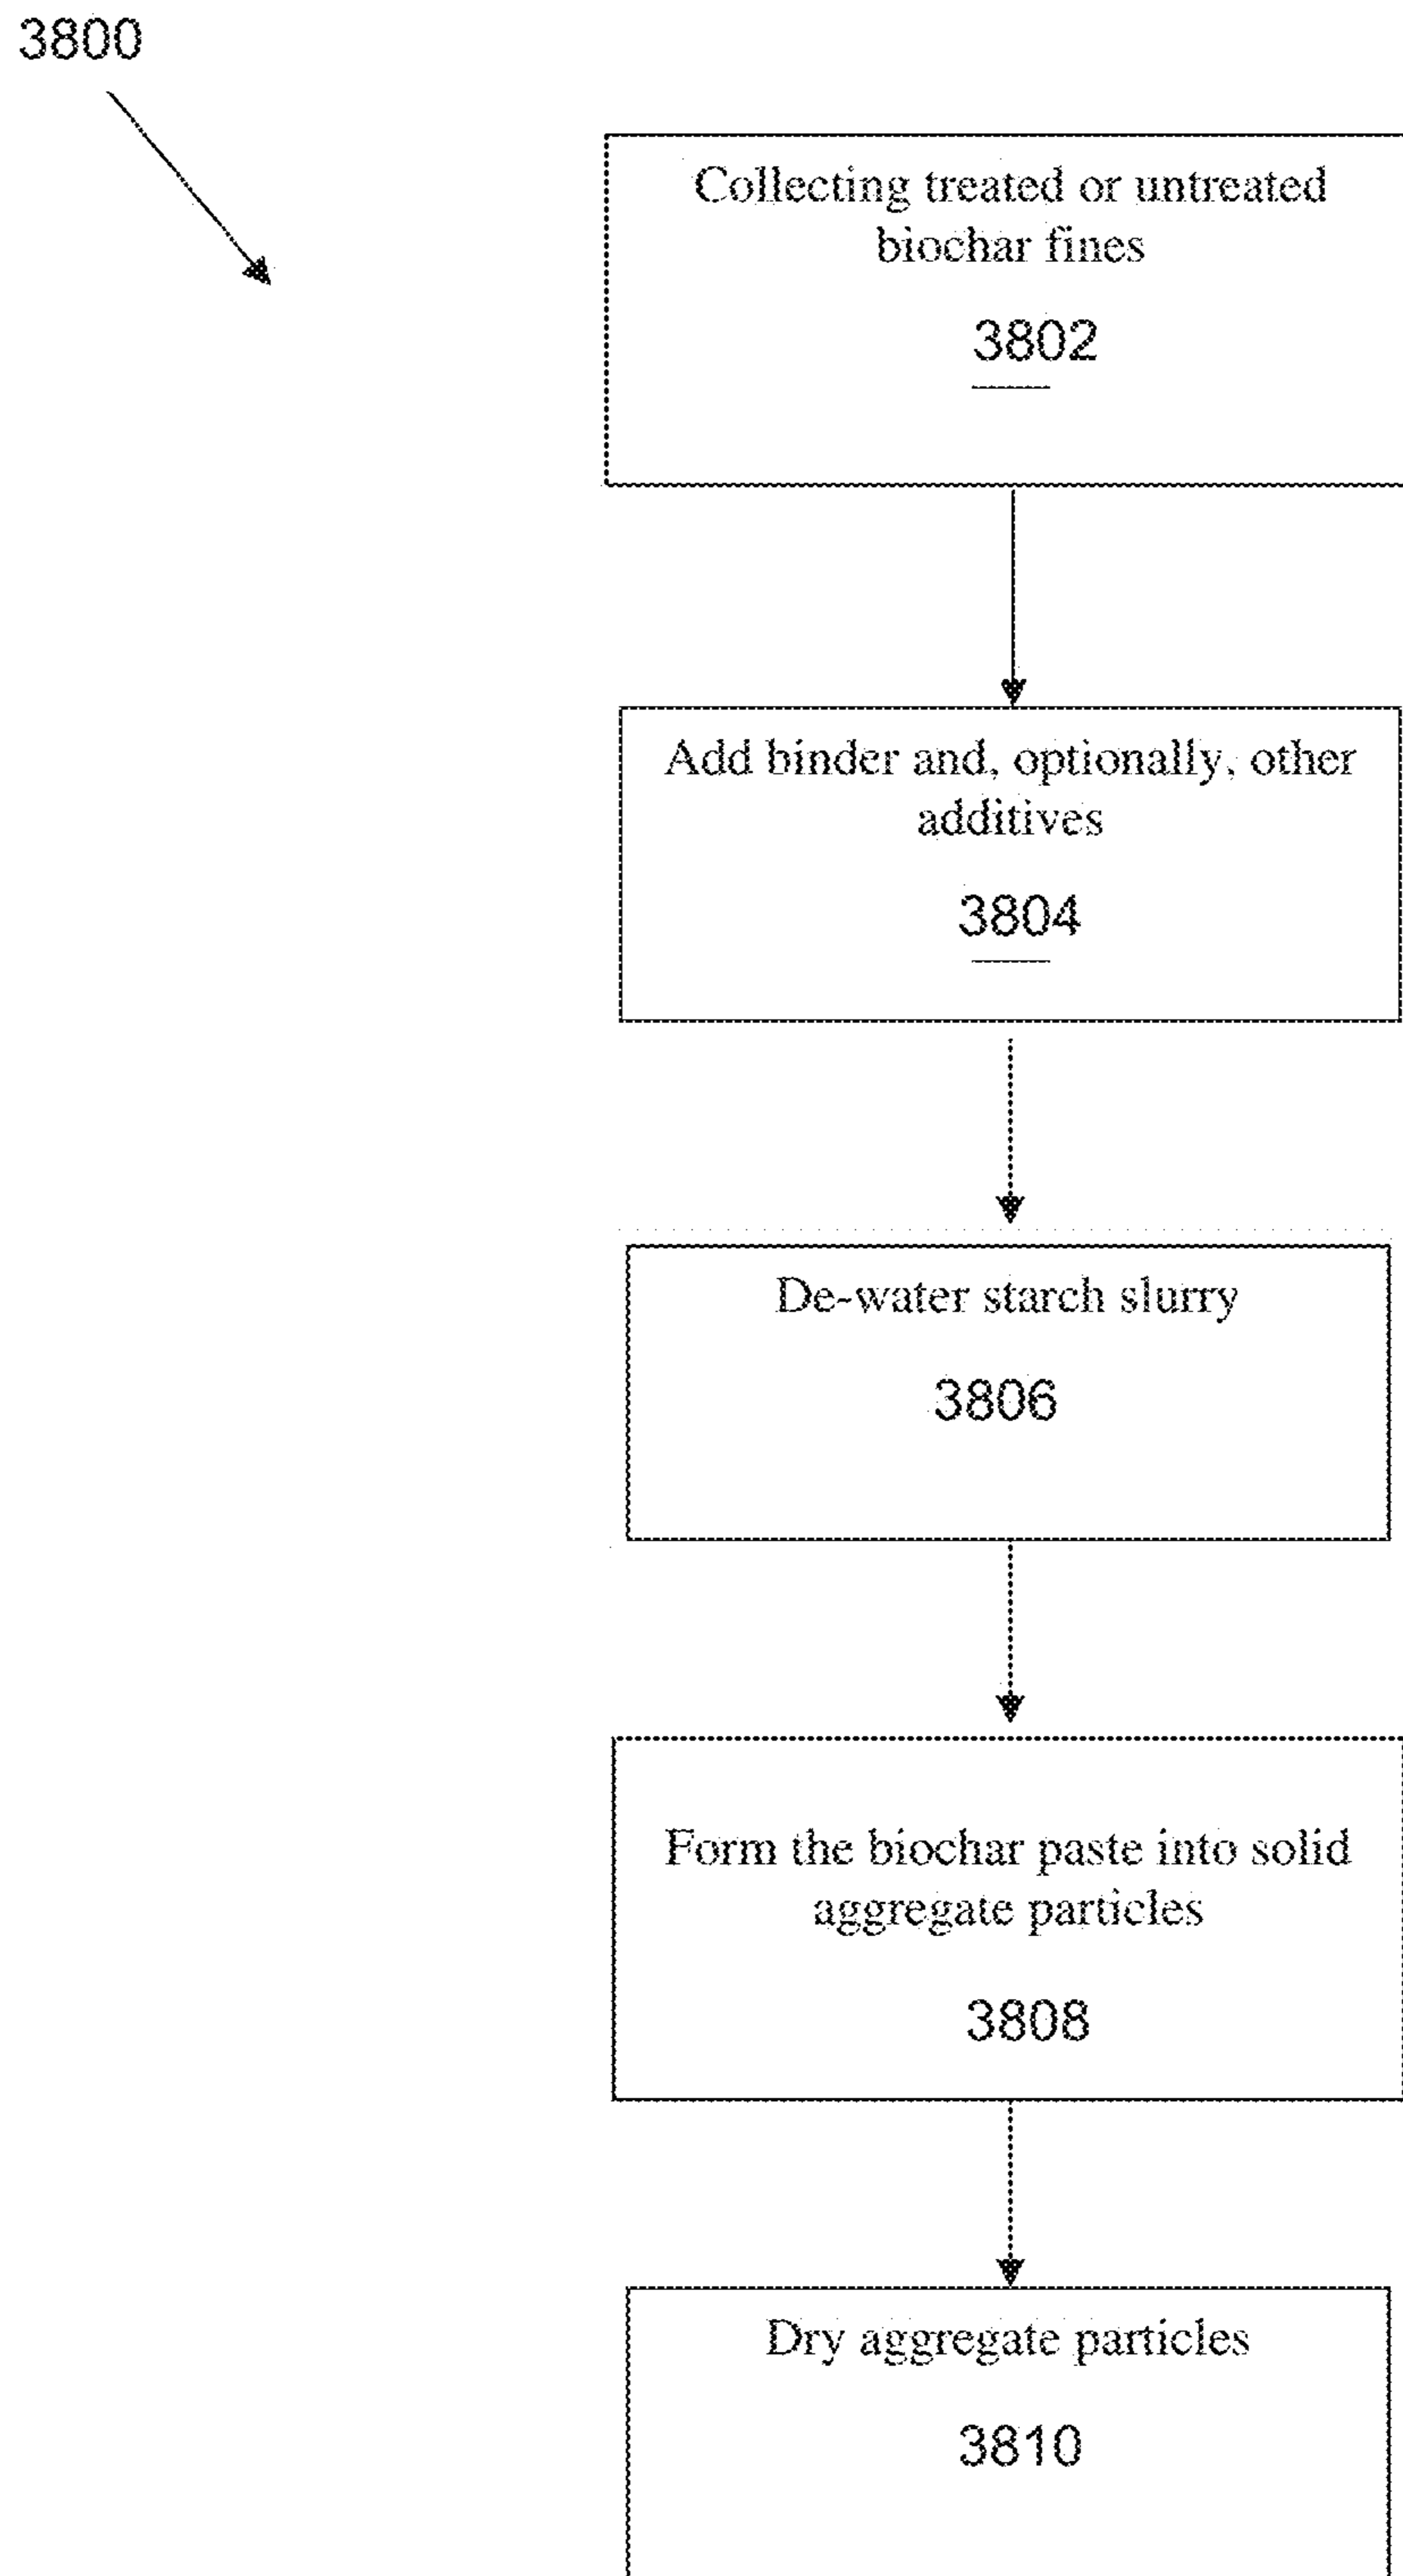 3800
Collecting treated or untreated
biochar fines
3802
Add binder and, optionally, other
additives
3804
De-water starch slurry
3806
Form the biochar paste into solid
aggregate particles
3808
Dry aggregate particles
3810